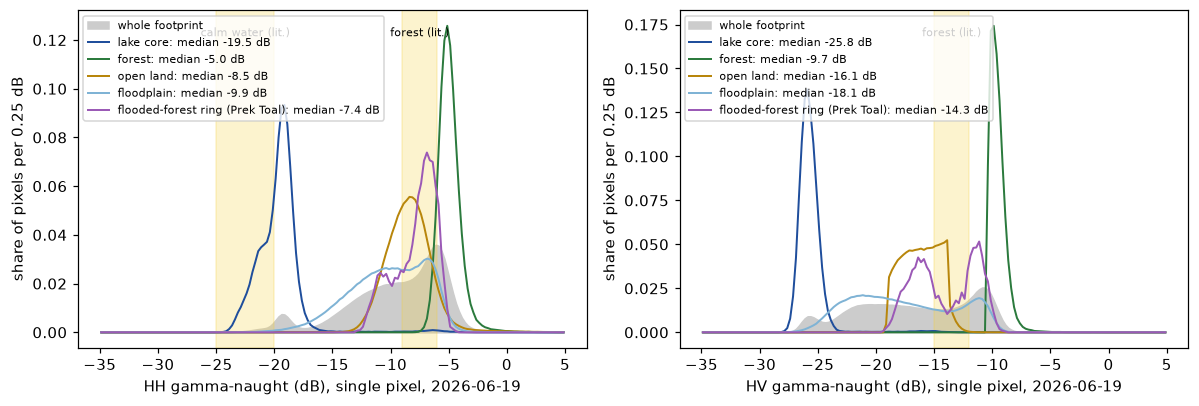 whole footprint
calm water (lit.)
forest (lit.)
lake core: median -19.5 dB
forest: median -5.0 dB
open land: median -8.5 dB
floodplain: median -9.9 dB
flooded-forest ring (Prek Toal): median -7.4 dB
0.12
0.10
0.08
0.06
0.04
0.02
0.00
share of pixels per 0.25 dB
−35
−30
−25
−20
−15
−10
−5
0
5
HH gamma-naught (dB), single pixel, 2026-06-19
whole footprint
forest (lit.)
lake core: median -25.8 dB
forest: median -9.7 dB
open land: median -16.1 dB
floodplain: median -18.1 dB
flooded-forest ring (Prek Toal): median -14.3 dB
0.175
0.150
0.125
0.100
0.075
0.050
0.025
0.000
share of pixels per 0.25 dB
−35
−30
−25
−20
−15
−10
−5
0
5
HV gamma-naught (dB), single pixel, 2026-06-19